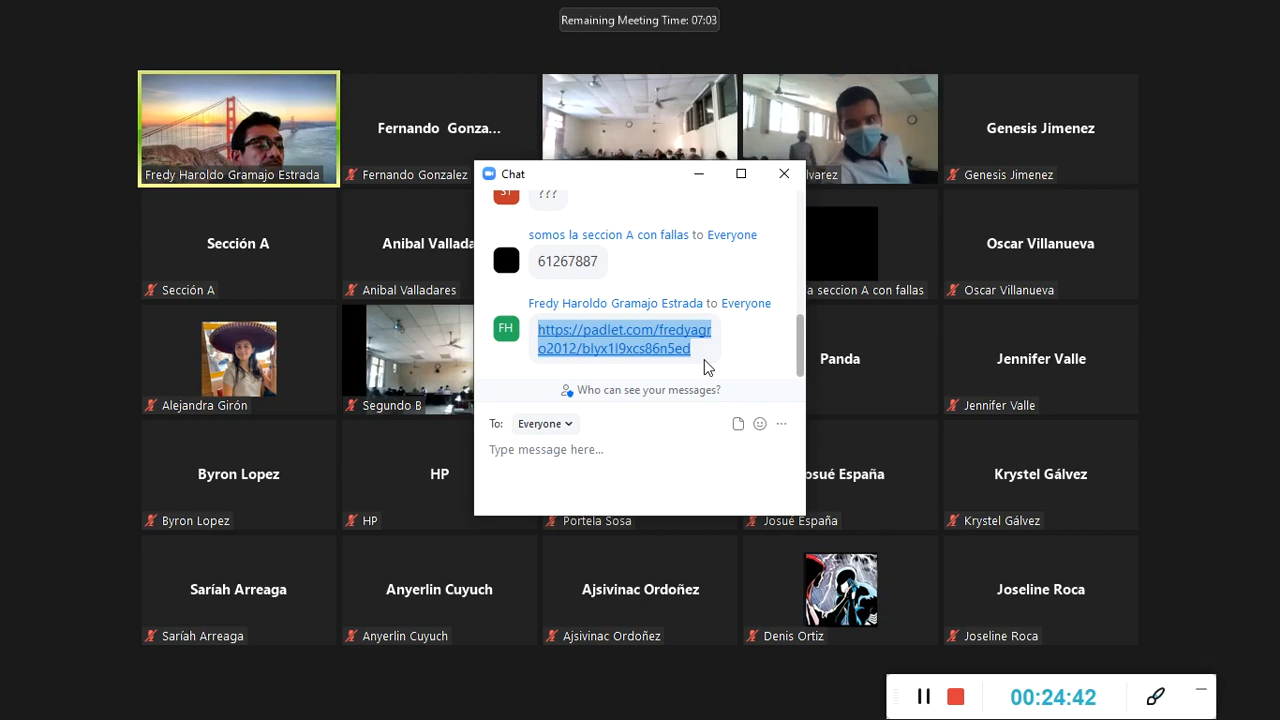 Remaining Meeting Time: 07:03
Fredy Haroldo Gramajo Estrada
Fernando Gonza...
Fernando Gonzalez
lvarez
Genesis Jimenez
Genesis Jimenez
Sección A
Sección A
Anibal Vallada
Anibal Valladares
a seccion A con fallas
Oscar Villanueva
Oscar Villanueva
Chat
???
somos la seccion A con fallas to Everyone
61267887
Fredy Haroldo Gramajo Estrada to Everyone
FH
https://padlet.com/fredyagr
o2012/biyx1l9xcs86n5ed
Who can see your messages?
To: Everyone
Type message here...
Alejandra Girón
Segundo B
Panda
Jennifer Valle
Jennifer Valle
Byron Lopez
Byron Lopez
HP
HP
Portela Sosa
osué España
Josué España
Krystel Gálvez
Krystel Gálvez
Saríah Arreaga
Saríah Arreaga
Anyerlin Cuyuch
Anyerlin Cuyuch
Ajsivinac Ordoñez
Ajsivinac Ordoñez
Denis Ortiz
Joseline Roca
Joseline Roca
00:24:42